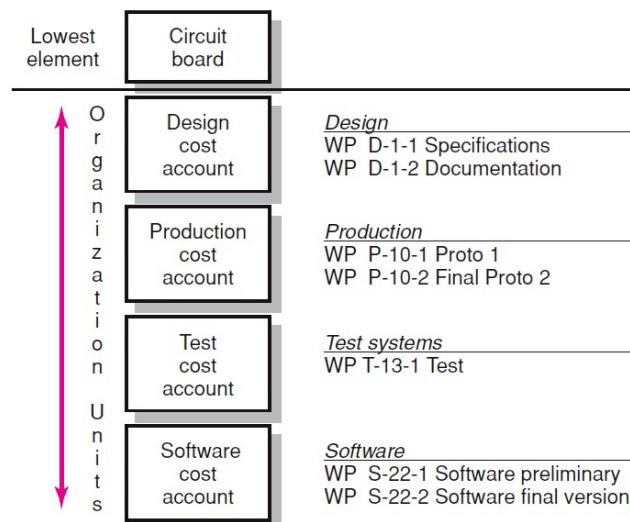 Lowest
element
Circuit
board
Organization Units
Design
cost
account
Design
WP D-1-1 Specifications
WP D-1-2 Documentation
Production
cost
account
Production
WP P-10-1 Proto 1
WP P-10-2 Final Proto 2
Test
cost
account
Test systems
WP T-13-1 Test
Software
cost
account
Software
WP S-22-1 Software preliminary
WP S-22-2 Software final version